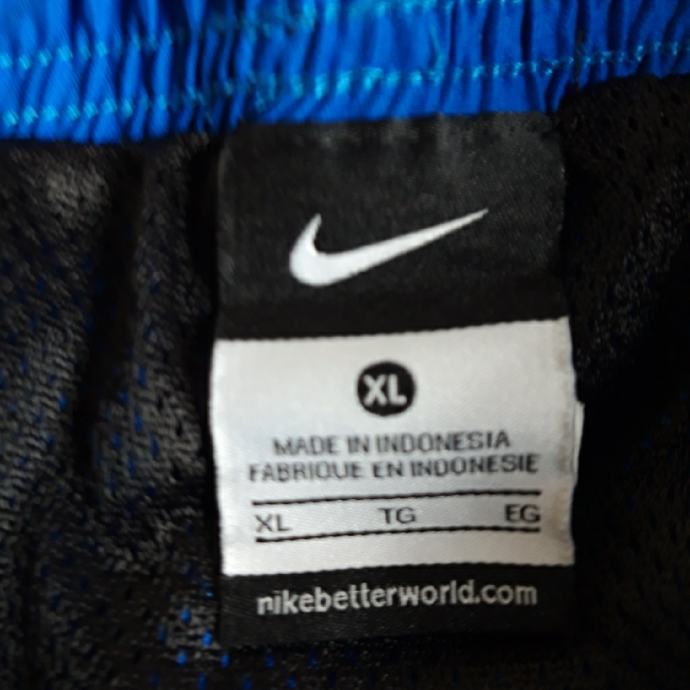 XL
MADE IN INDONESIA
FABRIQUE EN INDONESIE
XL TG EG
nikebetterworld.com